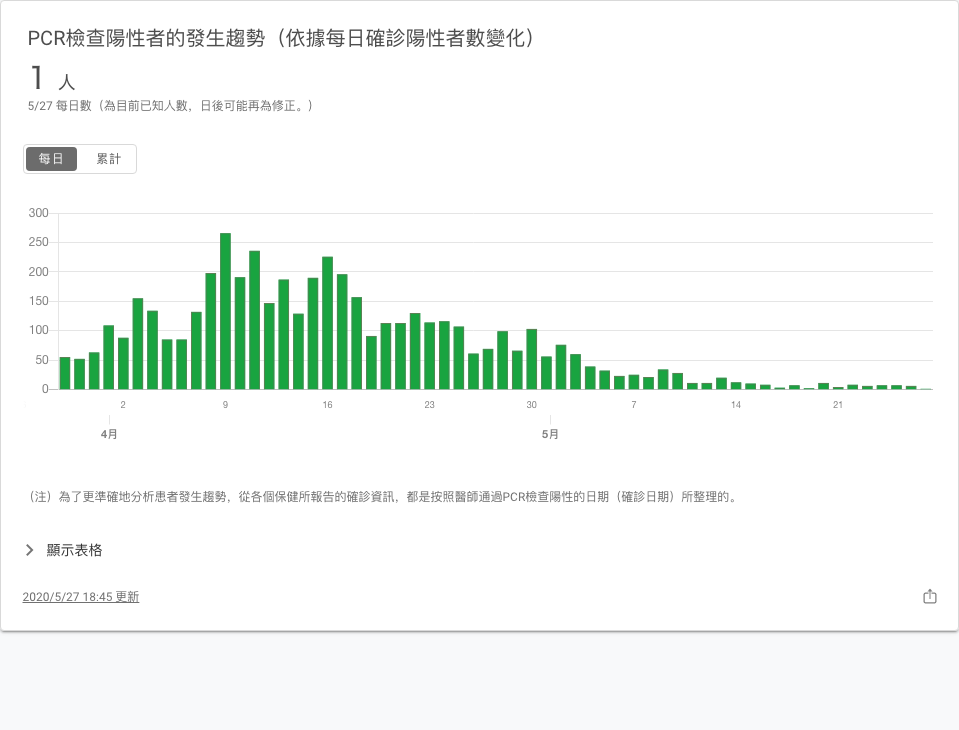 PCR檢查陽性者的發生趨勢（依據每日確診陽性者數變化）
1 人
5/27 每日數（為目前已知人數，日後可能再為修正。）
每日 累計
300
250
200
150
100
50
0
2 9 16 23 30 7 14 21
4月 5月
（注）為了更準確地分析患者發生趨勢，從各個保健所報告的確診資訊，都是按照醫師通過PCR檢查陽性的日期（確診日期）所整理的。
顯示表格
2020/5/27 18:45 更新